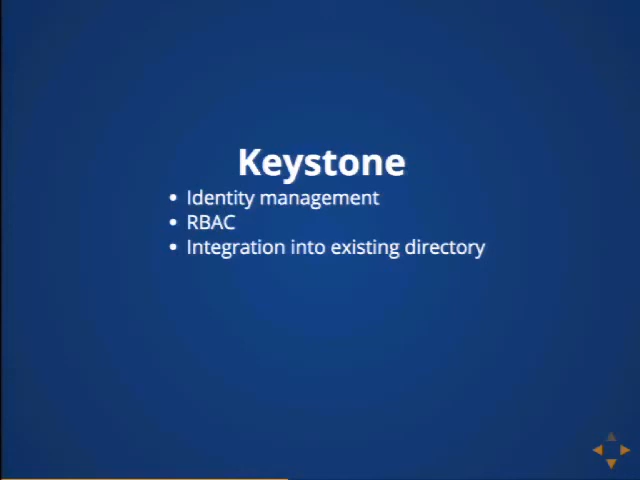 Keystone
• Identity management
• RBAC
• Integration into existing directory